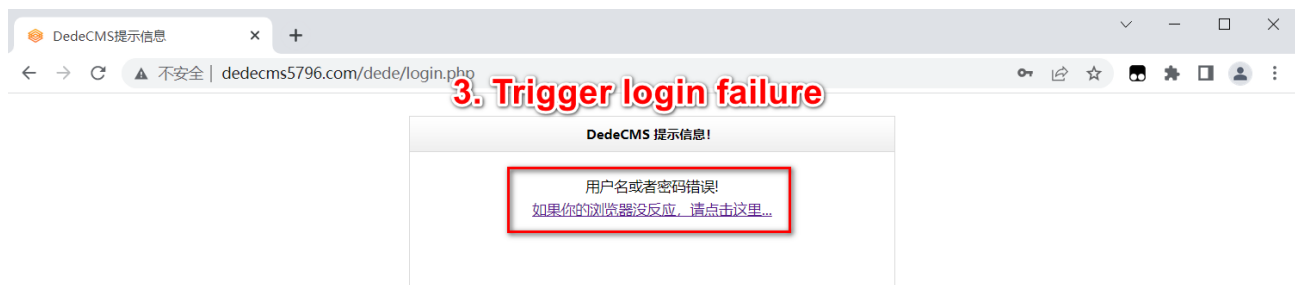 DedeCMS提示信息
不安全 | dedecms5796.com/dede/login.php
3. Trigger login failure
DedeCMS 提示信息！
用户名或者密码错误!
如果你的浏览器没反应，请点击这里...